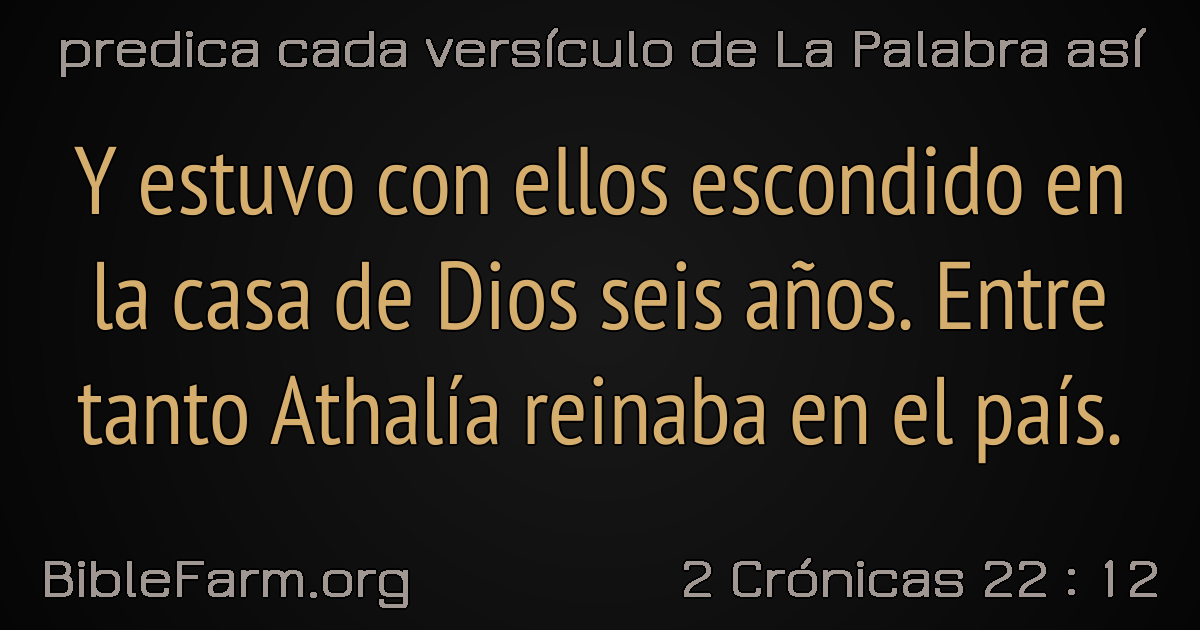 predica cada versículo de La Palabra así
Y estuvo con ellos escondido en
la casa de Dios seis años. Entre
tanto Athalía reinaba en el país.
BibleFarm.org
2 Crónicas 22 : 12